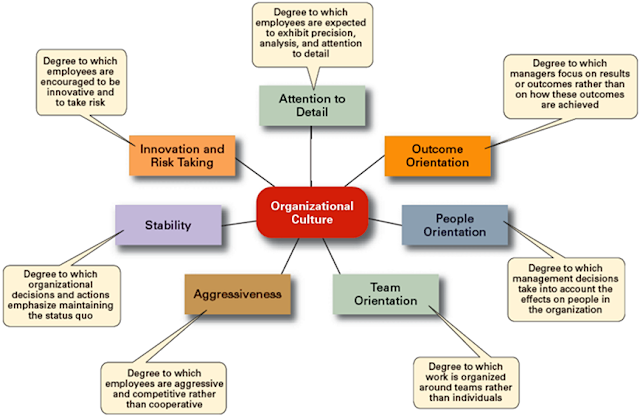 Degree to which
employees are expected
to exhibit precision,
analysis, and attention
to detail
Degree to which
employees are
encouraged to be
innovative and
to take risk
Degree to which
managers focus on results
or outcomes rather than
on how these outcomes
are achieved
Attention to
Detail
Innovation and
Risk Taking
Outcome
Orientation
Organizational
Culture
Stability
People
Orientation
Degree to which
organizational
decisions and actions
emphasize maintaining
the status quo
Degree to which
management decisions
take into account the
effects on people in
the organization
Aggressiveness
Team
Orientation
Degree to which
employees are aggressive
and competitive rather
than cooperative
Degree to which
work is organized
around teams rather
than individuals